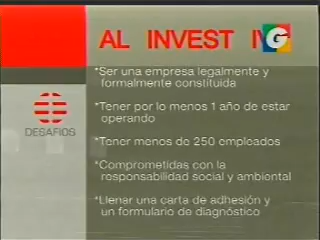 AL INVEST IV
G
*Ser una empresa legalmente y
formalmente constituida
*Tener por lo menos 1 año de estar
operando
DESAFIOS
*Tener menos de 250 empleados
*Comprometidas con la
responsabilidad social y ambiental
*Llenar una carta de adhesión y
un formulario de diagnóstico